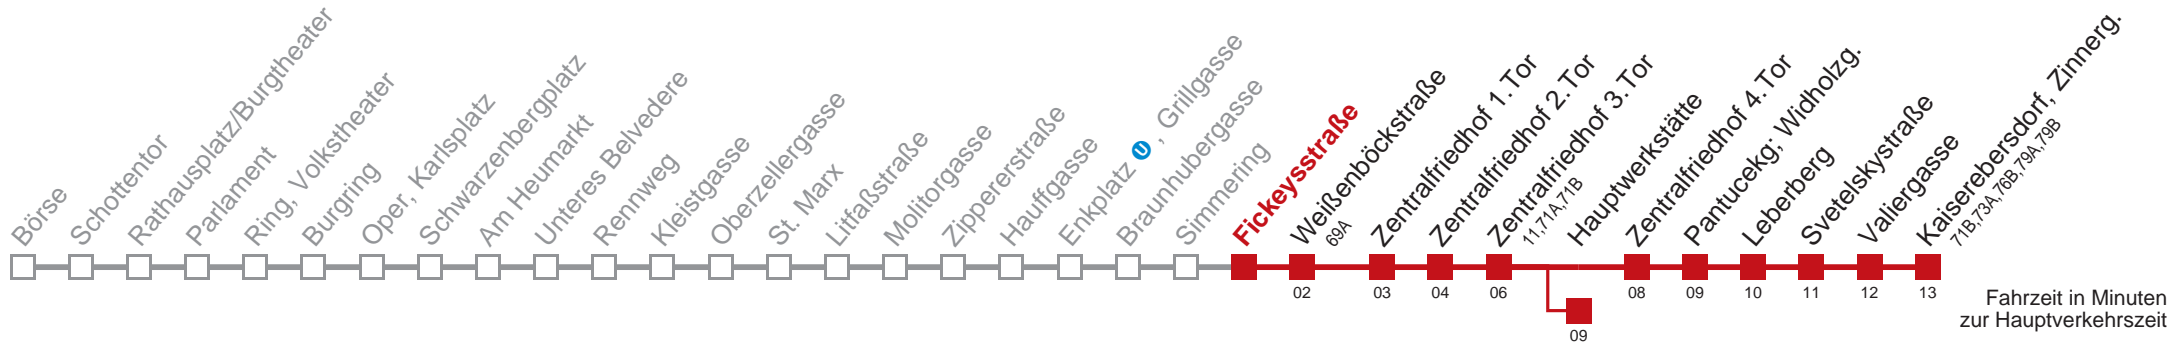 Börse
Schottentor
Rathausplatz/Burgtheater
Parlament
Ring, Volkstheater
Burgring
Oper, Karlsplatz
Schwarzenbergplatz
Am Heumarkt
Unteres Belvedere
Rennweg
Kleistgasse
Oberzellergasse
St. Marx
Litfaßstraße
Molitorgasse
Zippererstraße
Hauffgasse
Enkplatz U , Grillgasse
Braunhubergasse
Simmering
Fickeysstraße
Weißenböckstraße
69A
Zentralfriedhof 1.Tor
Zentralfriedhof 2.Tor
Zentralfriedhof 3.Tor
11,71A,71B
Hauptwerkstätte
Zentralfriedhof 4.Tor
Pantucekg; Widholzg.
Leberberg
Svetelskystraße
Valiergasse
Kaiserebersdorf, Zinnerg.
71B,73A,76B,79A,79B
02 03 04 06 08 09 10 11 12 13
09
Fahrzeit in Minuten
zur Hauptverkehrszeit